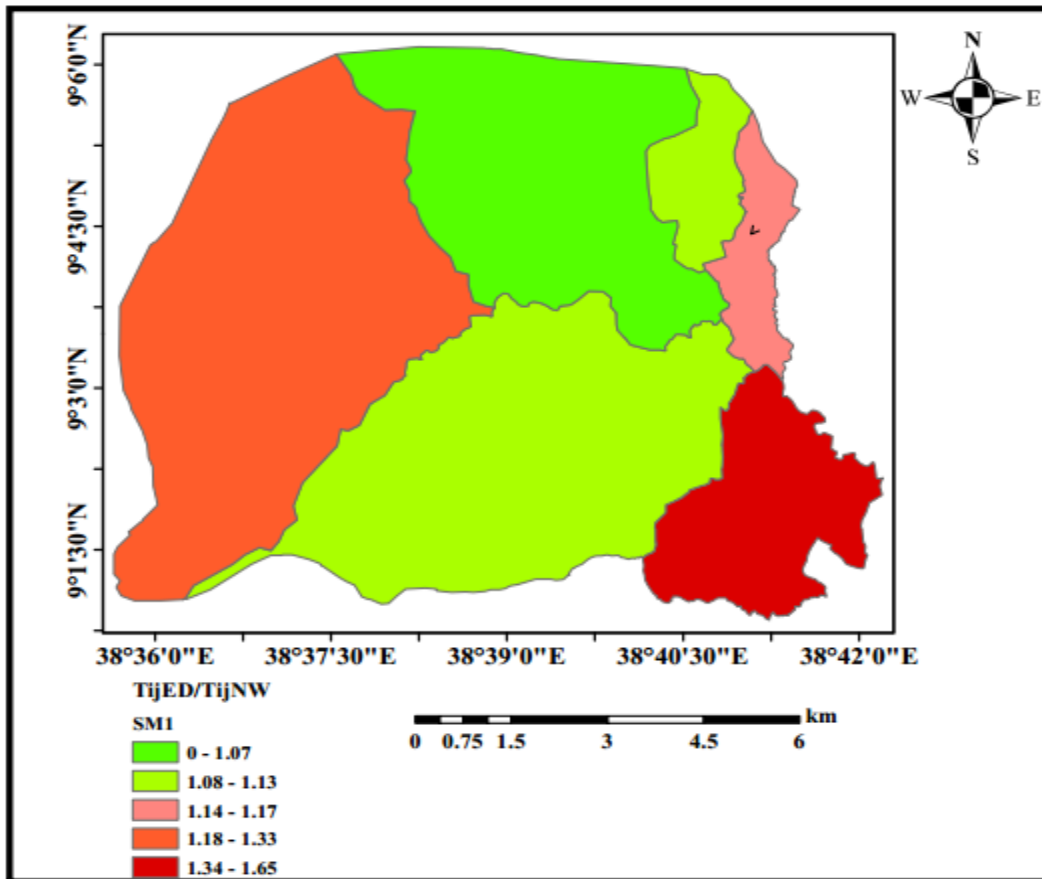 N
W E
S
9°6'0"N
9°4'30"N
9°3'0"N
9°1'30"N
38°36'0"E 38°37'30"E 38°39'0"E 38°40'30"E 38°42'0"E
TijED/TijNW
SM1
0 - 1.07
1.08 - 1.13
1.14 - 1.17
1.18 - 1.33
1.34 - 1.65
km
0 0.75 1.5 3 4.5 6